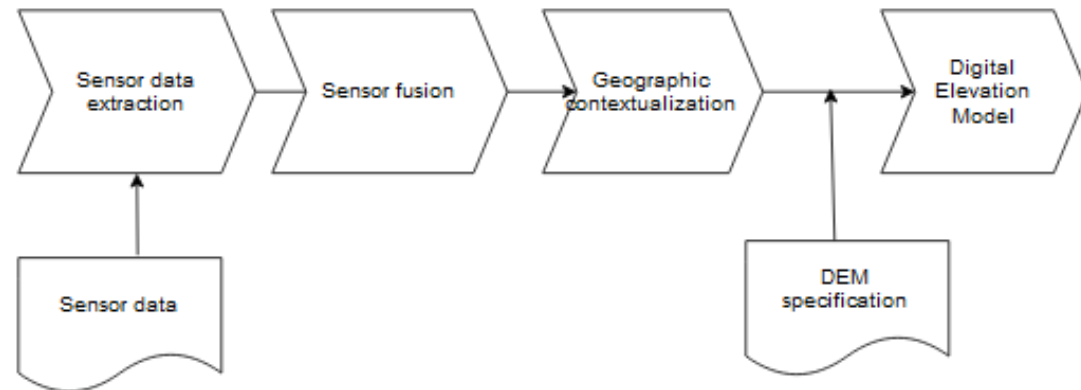 Sensor data
extraction
Sensor fusion
Geographic
contextualization
Digital
Elevation
Model
Sensor data
DEM
specification